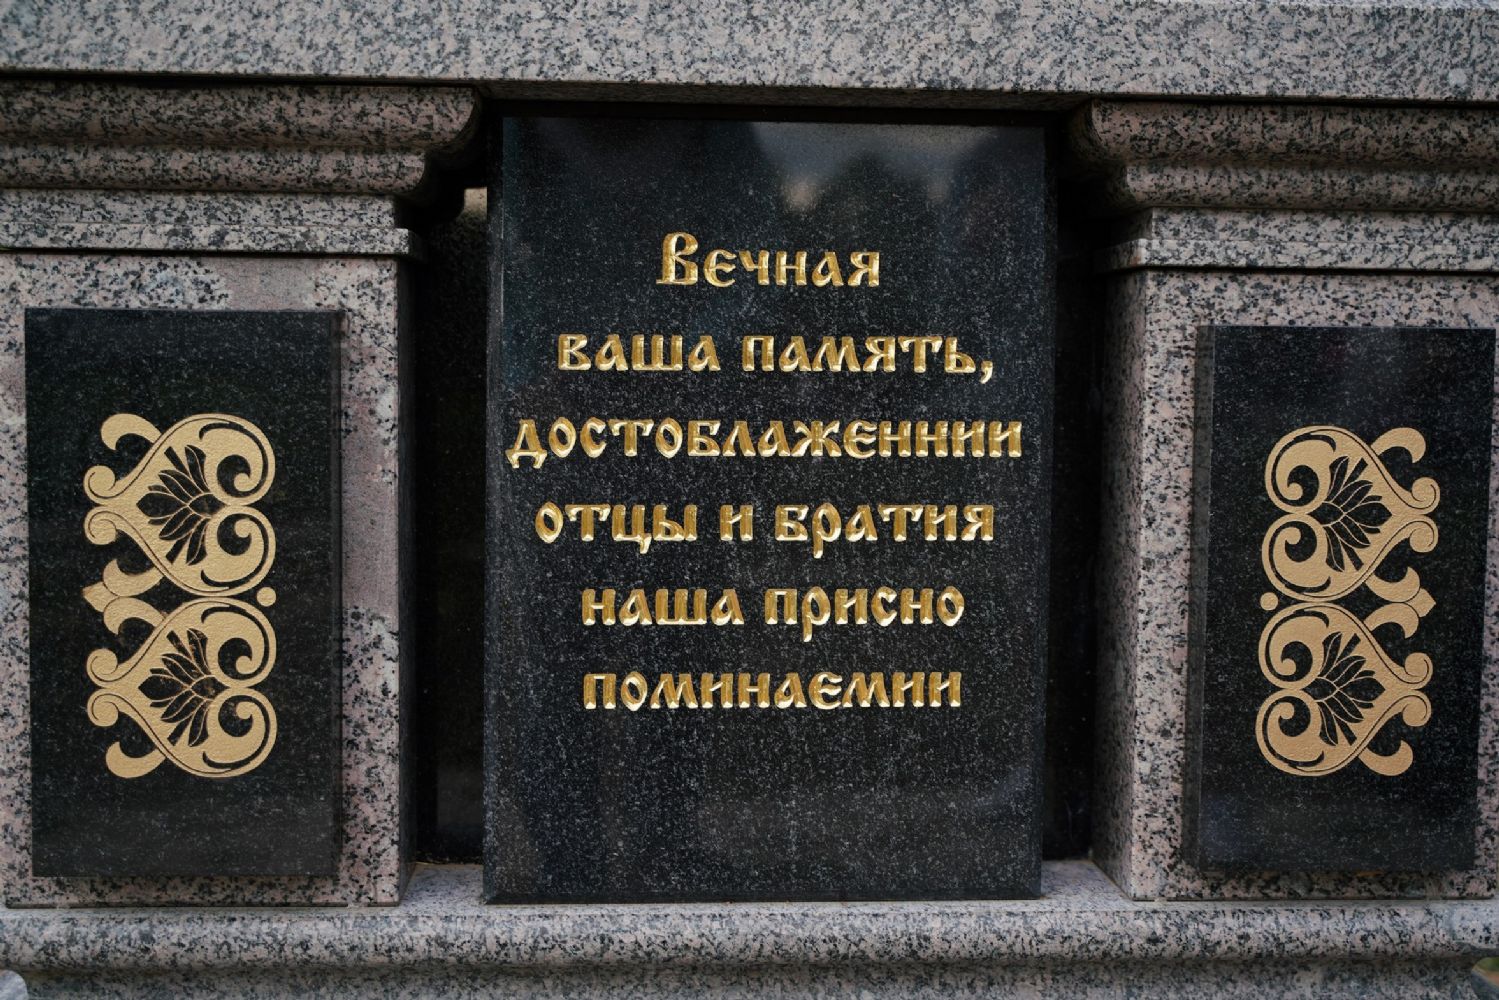 Вечная
ваша память,
достоблаженнии
отцы и братия
наша присно
поминаемии